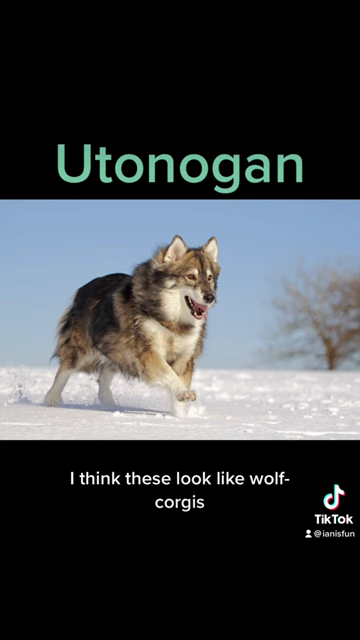 Utonogan
I think these look like wolf-
corgis
TikTok
@ianisfun